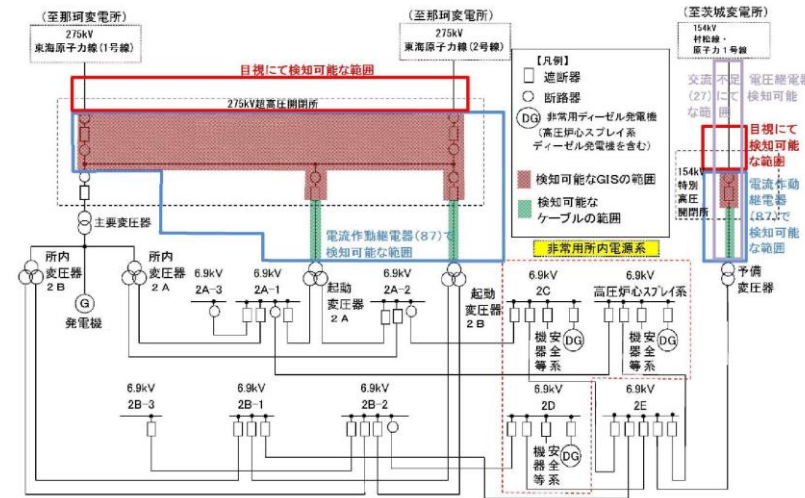 (至那珂変電所)
275kV
東海原子力線(1号線)
(至那珂変電所)
275kV
東海原子力線(2号線)
(至茨城変電所)
154kV
村松線・
原子力1号線
目視にて検知可能な範囲
275kV超高圧開閉所
【凡例】
遮断器
断路器
DG
非常用ディーゼル発電機
(高圧炉心スプレイ系
ディーゼル発電機を含む)
検知可能なGISの範囲
検知可能な
ケーブルの範囲
交流不足電圧継電器
(27)にて検知可能
な範囲
目視にて
検知可能
な範囲
154kV
特別
高圧
開閉所
電流作動
継電器
(87)で
検知可能
な範囲
電流作動継電器(87)で
検知可能な範囲
非常用所内電源系
主要変圧器
予備
変圧器
所内
変圧器
2B
所内
変圧器
2A
G
発電機
6.9kV
2A-3
6.9kV
2A-1
起動
変圧器
2A
6.9kV
2A-2
起動
変圧器
2B
6.9kV
2C
6.9kV
高圧炉心スプレイ系
安全系
機器等
DG
安全系
機器等
DG
6.9kV
2B-3
6.9kV
2B-1
6.9kV
2B-2
6.9kV
2D
6.9kV
2E
安全系
機器等
DG